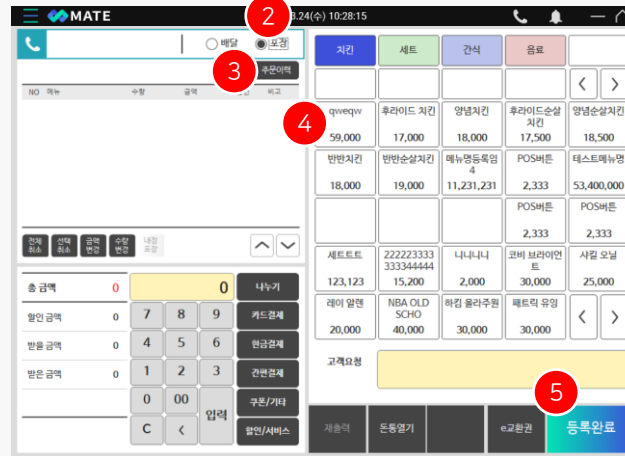 MATE
2
.24(수) 10:28:15
배달
포장
3
주문이력
NO 메뉴 수량 금액 비고
치킨 세트 간식 음료
< >
4
qweqw 후라이드 치킨 양념치킨 후라이드순살치킨 양념순살치킨
59,000 17,000 18,000 17,500 18,500
반반치킨 반반순살치킨 메뉴명등록임4 POS버튼 테스트메뉴명
18,000 19,000 11,231,231 2,333 53,400,000
POS버튼 POS버튼
2,333 2,333
세트트트 222223333 니니니니 코비 브라이언트 샤킬 오닐
333344444
123,123 15,200 2,000 30,000 25,000
레이 알렌 NBA OLD SCHO 하킴 올라주원 패트릭 유잉
20,000 40,000 30,000 30,000
< >
전체취소 선택취소 금액변경 수량변경 내점포장
총 금액 0
할인 금액 0
받을 금액 0
받은 금액 0
0
7 8 9
4 5 6
1 2 3
0 00 입력
C <
나누기
카드결제
현금결제
간편결제
쿠폰/기타
할인/서비스
고객요청
5
재출력 돈통열기 e교환권 등록완료